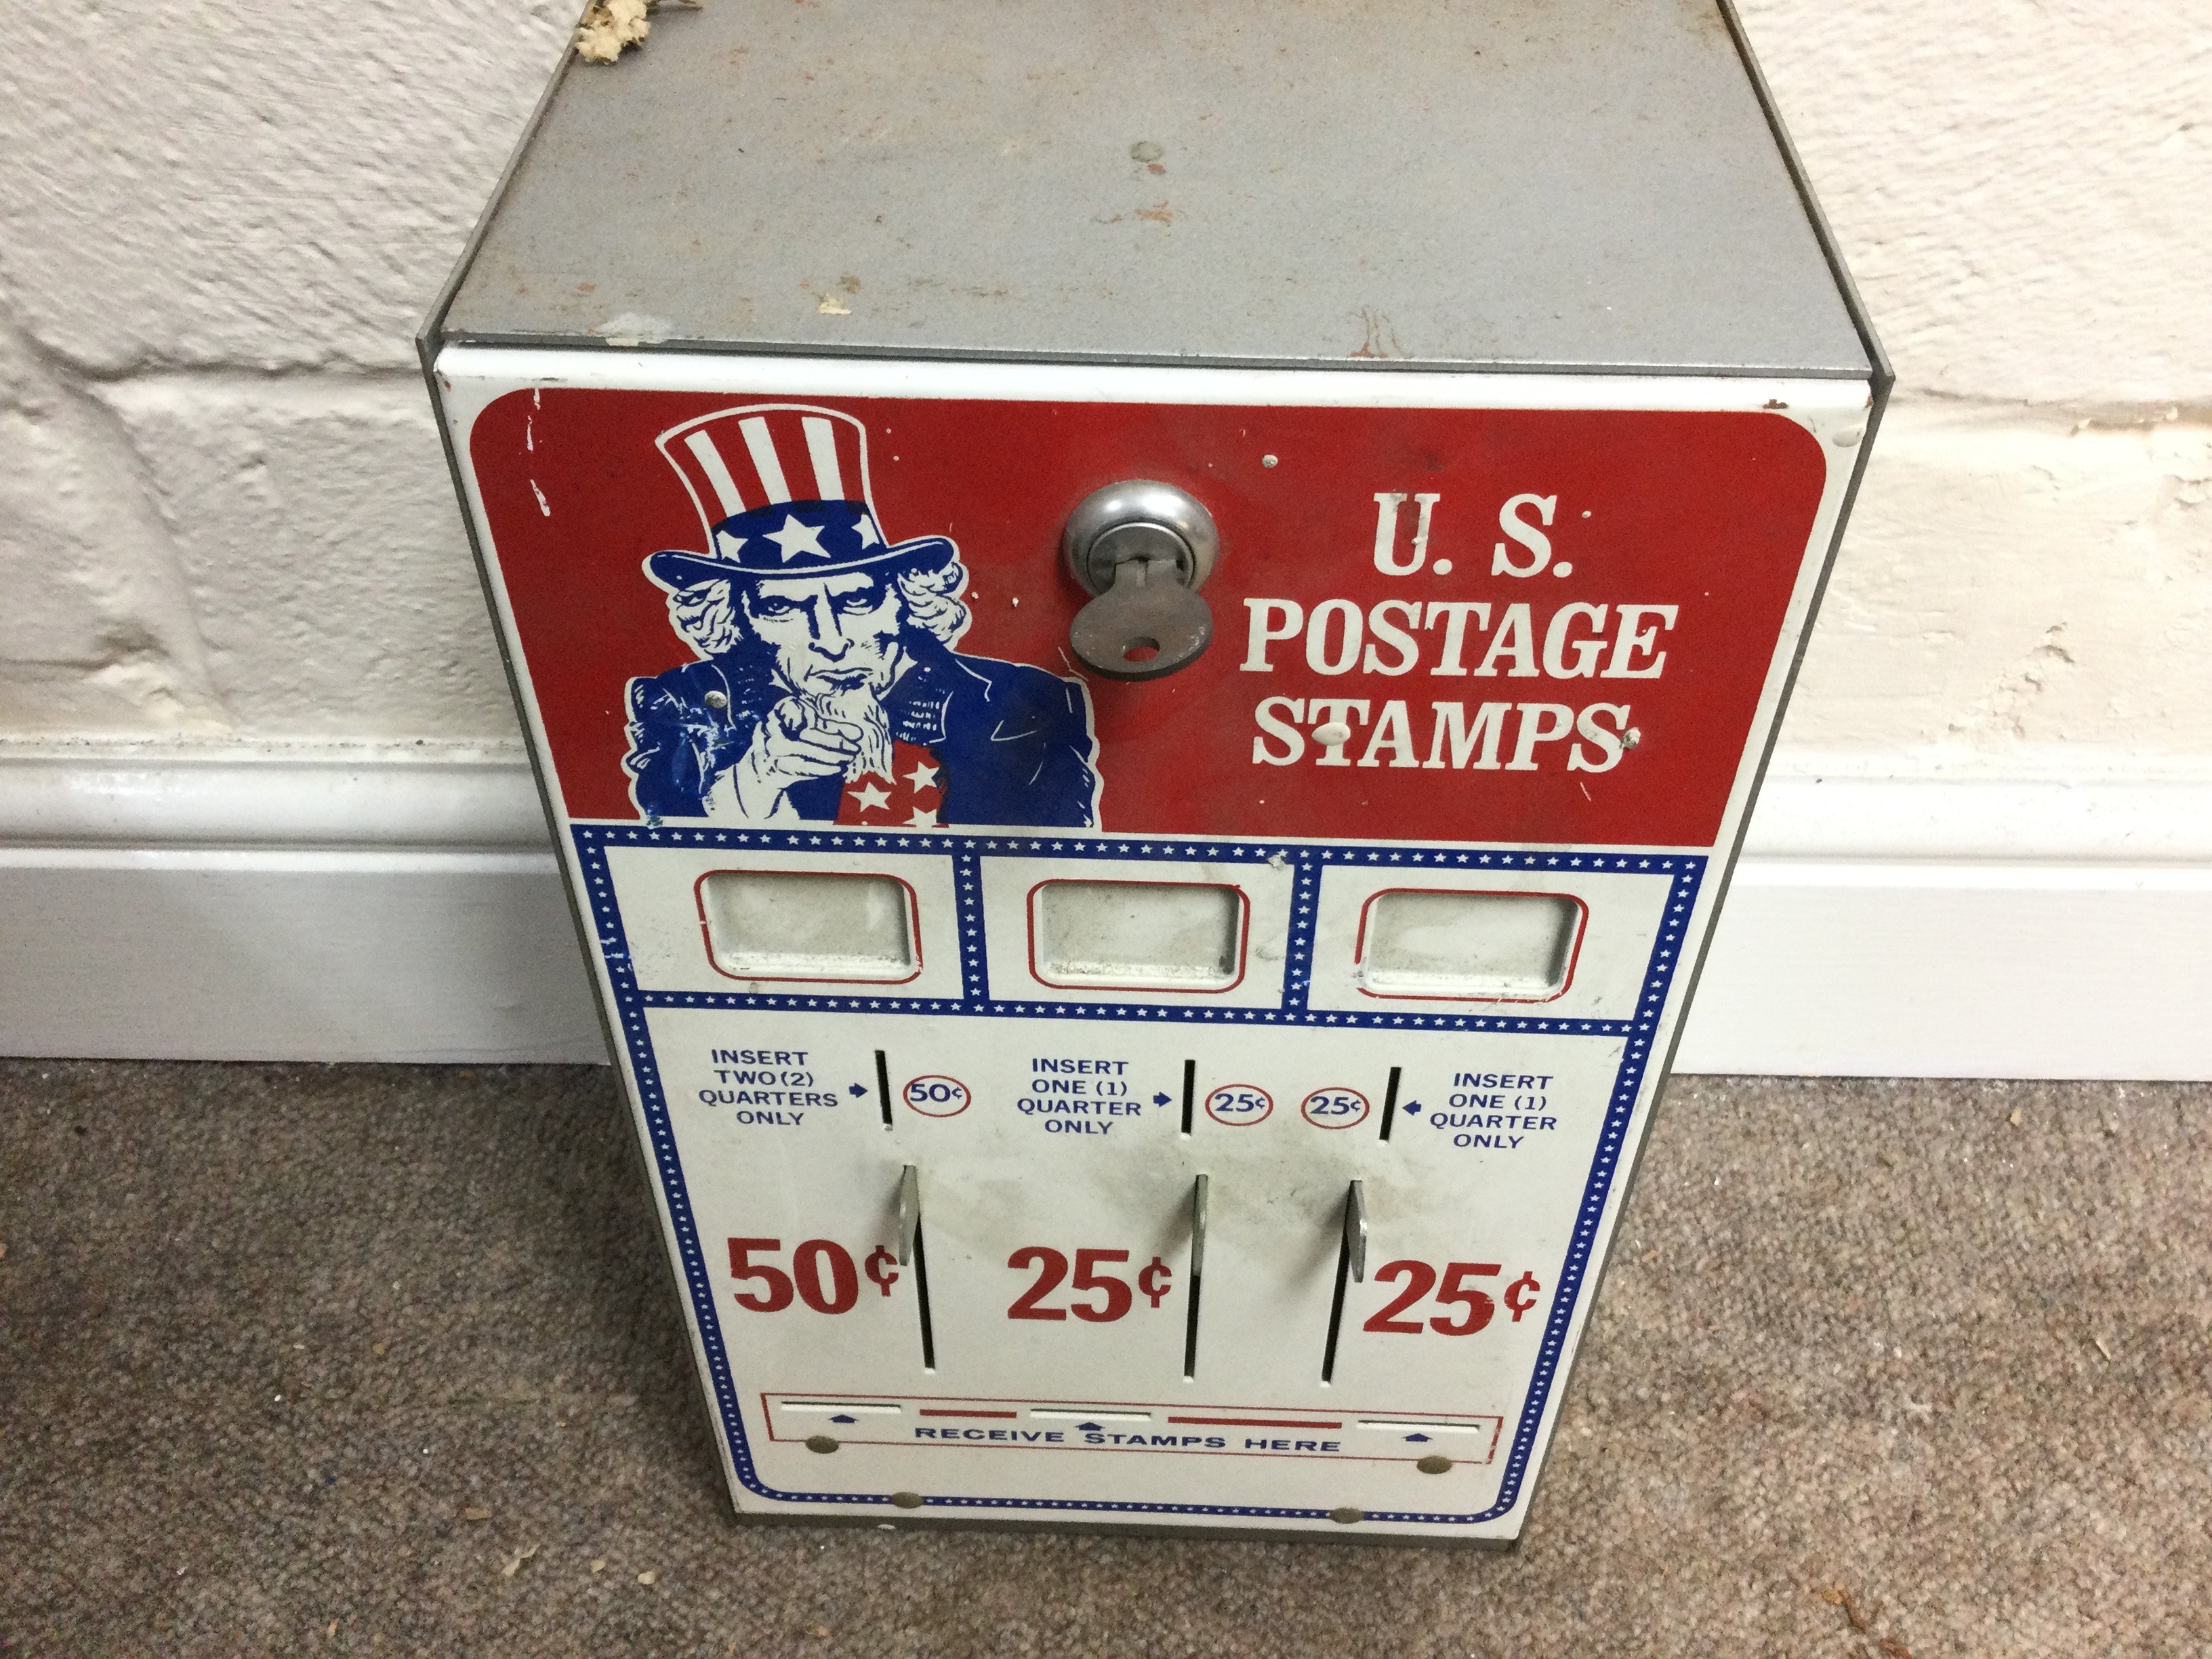 U. S.
POSTAGE
STAMPS
INSERT
TWO (2)
QUARTERS
ONLY
50¢
INSERT
ONE (1)
QUARTER
ONLY
25¢
25¢
INSERT
ONE (1)
QUARTER
ONLY
50¢
25¢
25¢
RECEIVE STAMPS HERE